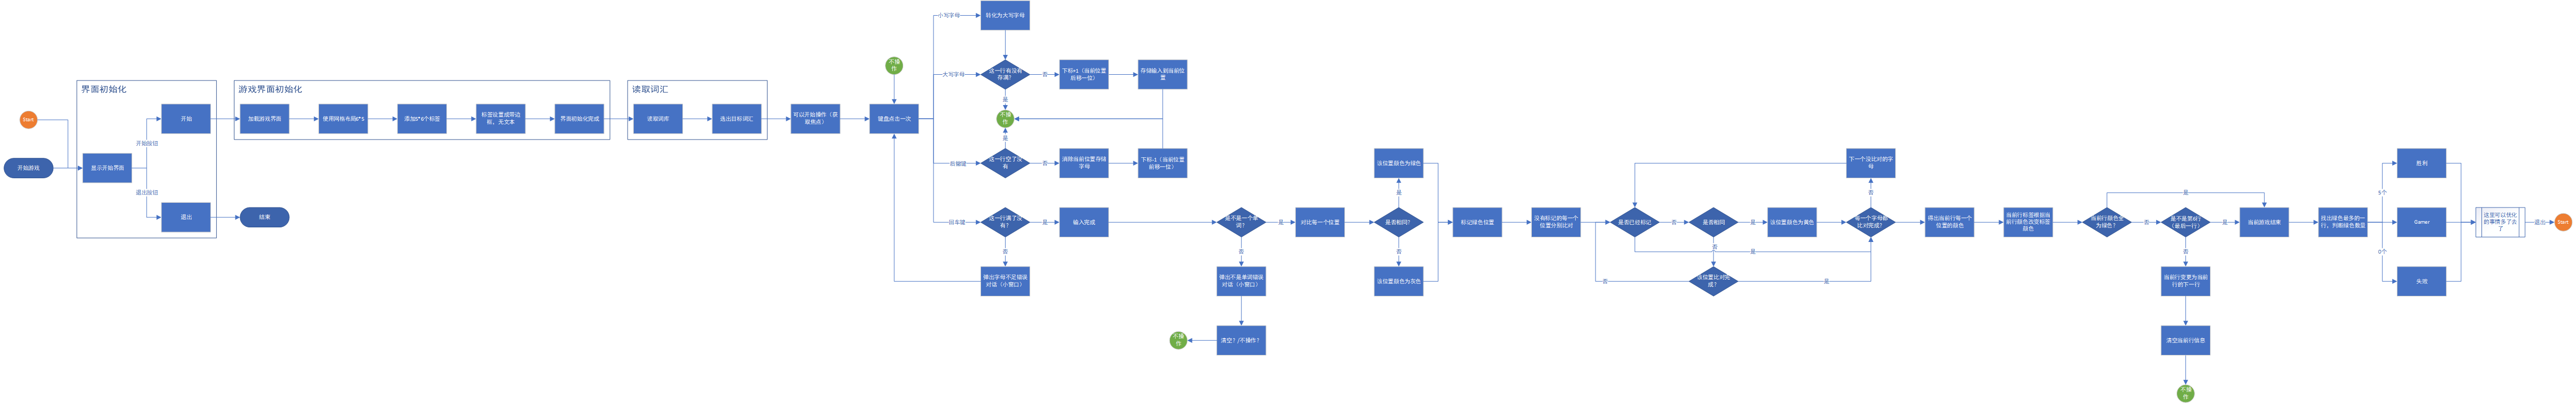 Start
开始游戏
界面初始化
显示开始界面
开始按钮
退出按钮
开始
退出
结束
游戏界面初始化
加载游戏界面
使用网格布局6*5
添加5*6个标签
标签设置成带边
框，无文本
界面初始化完成
读取词汇
读取词库
选出目标词汇
可以开始操作（获
取焦点）
不操
作
键盘点击一次
小写字母
转化为大写字母
大写字母
这一行有没有
存满？
否
下标+1（当前位置
后移一位）
存储输入到当前位
置
是
不操
作
是
后键键
这一行空了没
有
否
消除当前位置存储
字母
下标-1（当前位置
前移一位）
回车键
这一行满了没
有？
是
输入完成
否
弹出字母不足错误
对话（小窗口）
是不是一个单
词？
是
否
弹出不是单词错误
对话（小窗口）
清空？/不操作？
不操
作
对比每一个位置
是否相同？
是
该位置颜色为绿色
否
该位置颜色为灰色
标记绿色位置
没有标记的每一个
位置分别比对
是否已经标记
否
是否相同
是
该位置颜色为黄色
每一个字母都
比对完成？
否
下一个没比对的字
母
是
否
该位置比对完
成？
否
是
得出当前行每一个
位置的颜色
当前行标签根据当
前行颜色改变标签
颜色
当前行颜色全
为绿色？
是
否
是不是第6行
（最后一行）
是
否
当前行变更为当前
行的下一行
清空当前行信息
不操
作
当前游戏结束
找出绿色最多的一
行，判断绿色数量
5个
胜利
Gamer
0个
失败
这里可以优化
的事情多了去
了
退出
Start